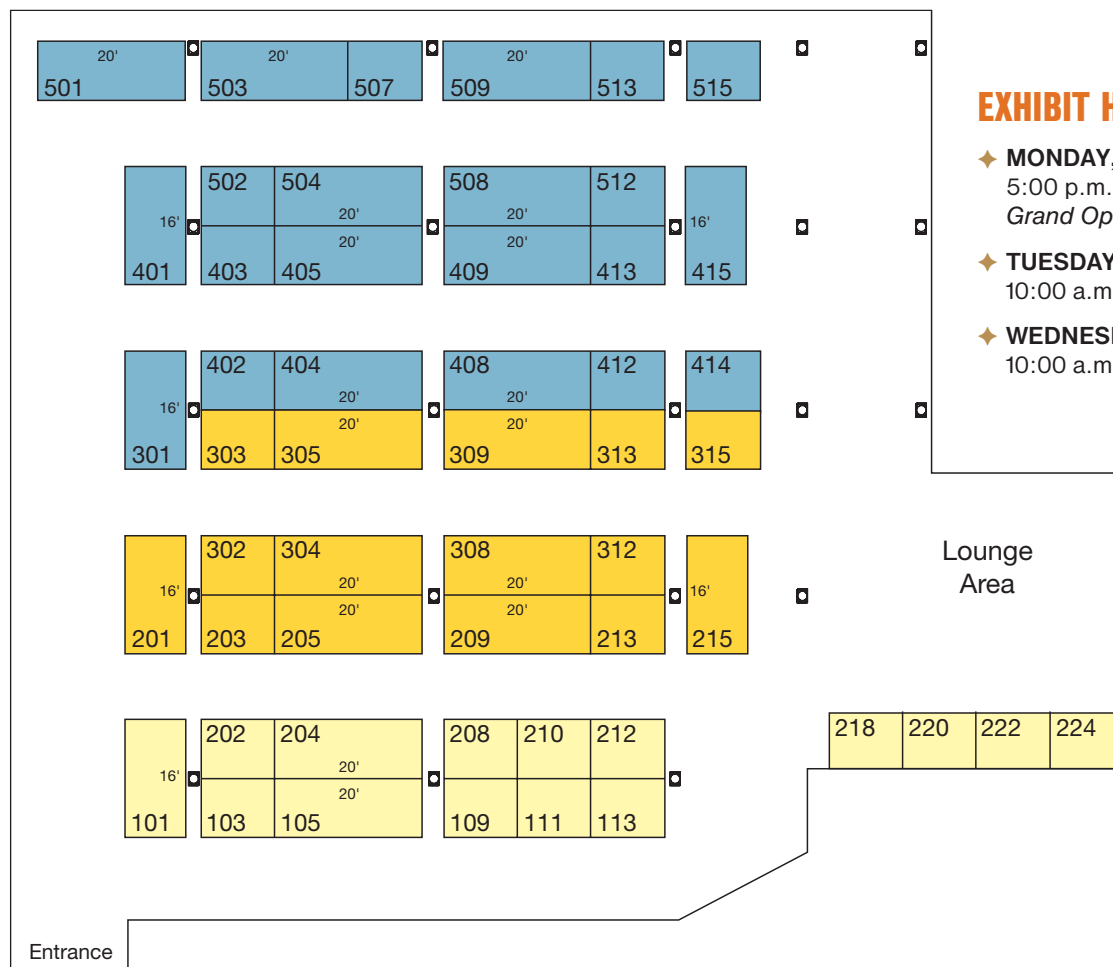 20' 20' 20'
501 503 507 509 513 515
EXHIBIT
MONDAY,
5:00 p.m.
Grand Op
TUESDAY
10:00 a.m
WEDNES
10:00 a.m
502 504 508 512
16' 20' 20' 16'
20' 20'
401 403 405 409 413 415
402 404 408 412 414
16' 20' 20'
20' 20'
301 303 305 309 313 315
302 304 308 312
16' 20' 20' 16'
20' 20'
201 203 205 209 213 215
Lounge
Area
202 204 208 210 212
16' 20'
20'
101 103 105 109 111 113
218 220 222 224
Entrance